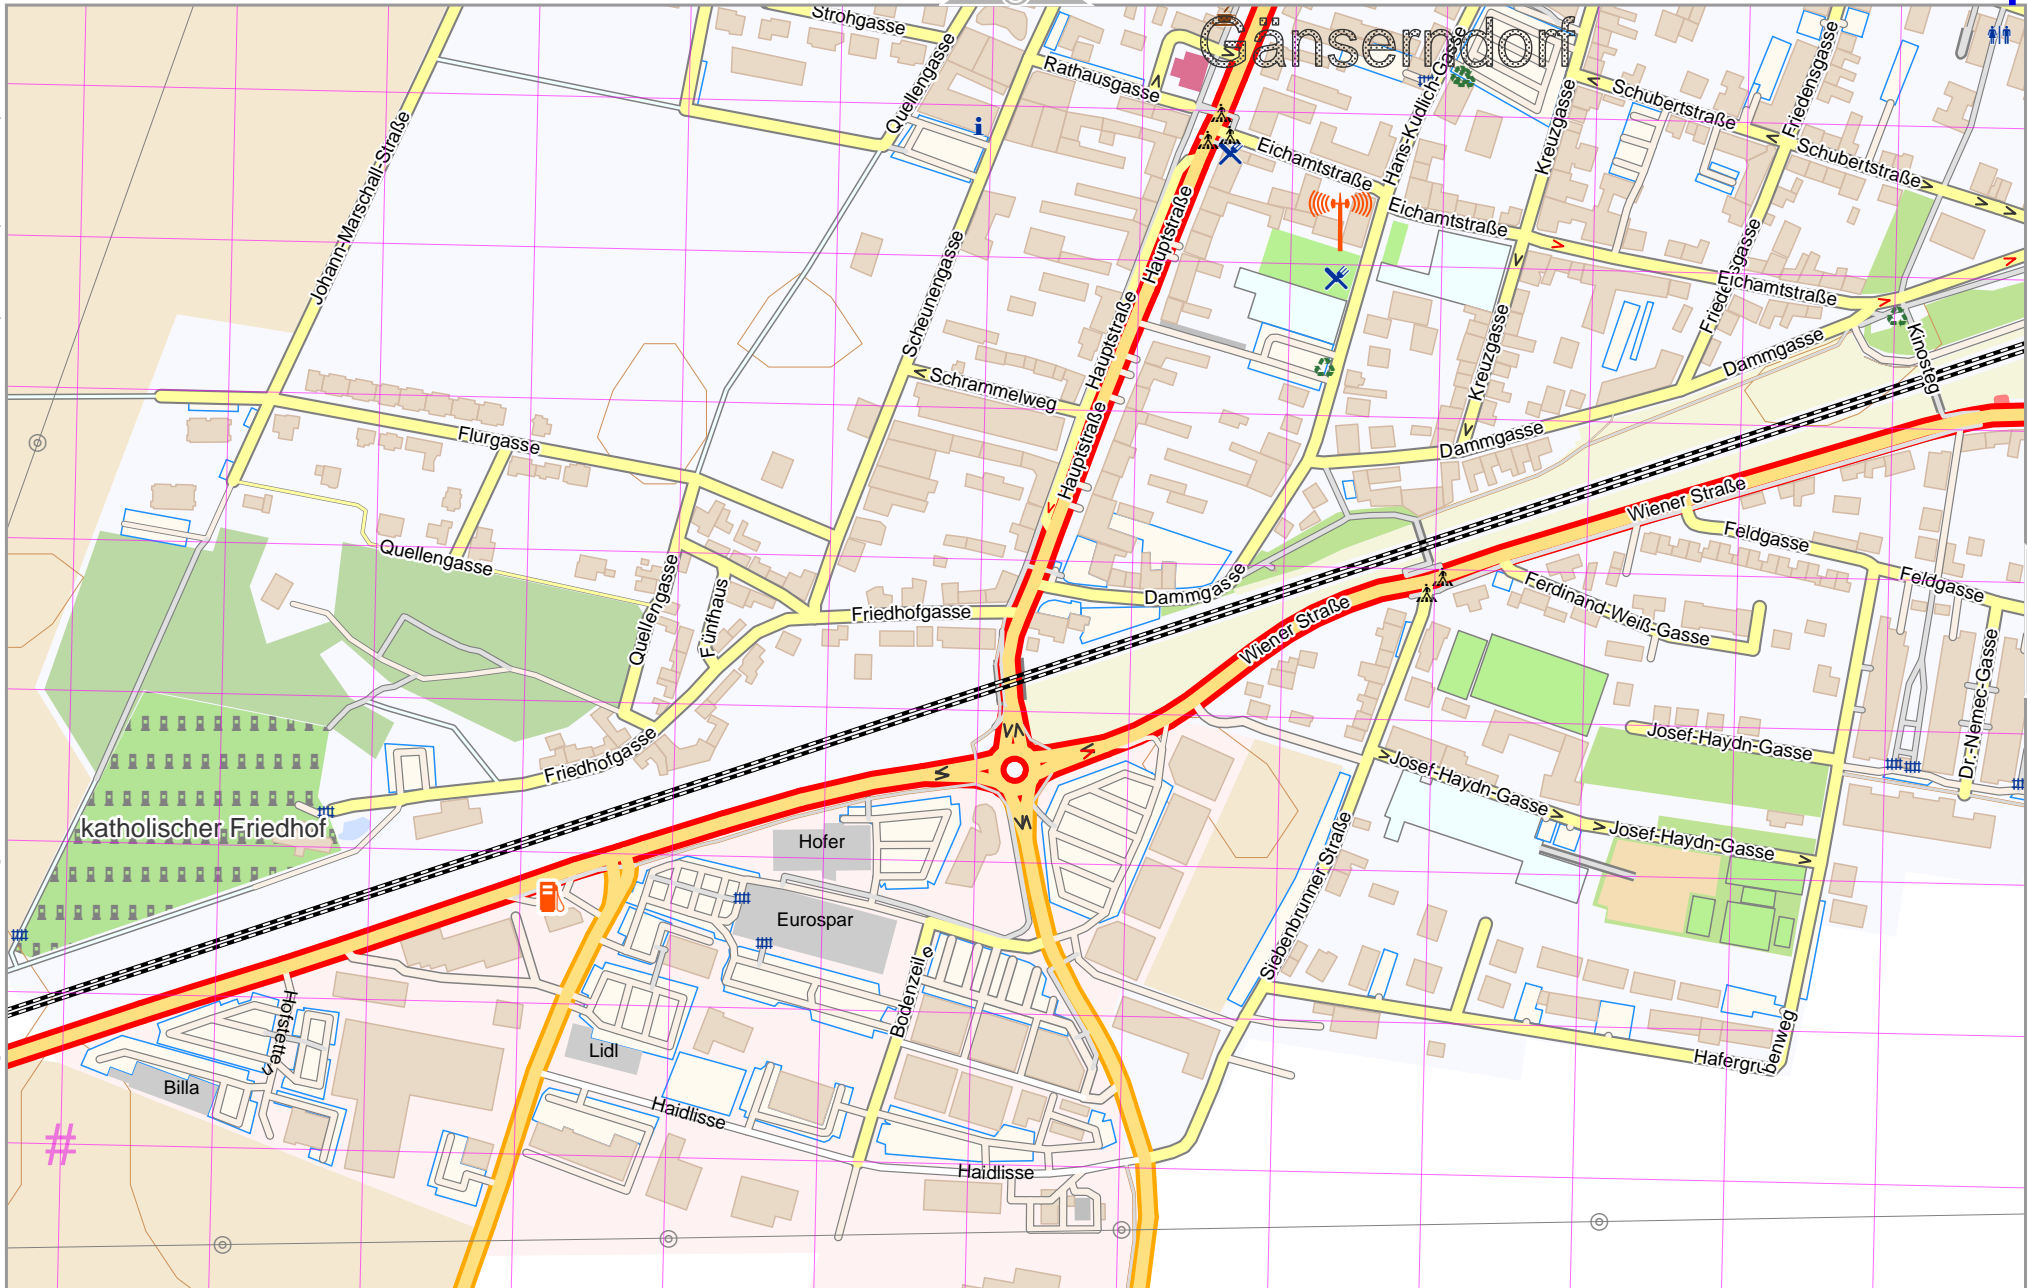 Strohgasse
Quellengasse
Rathausgasse
Gänserndorf
Hans-Kudlich-Gasse
Kreuzgasse
Schubertstraße
Friedensgasse
Schubertstraße
Johann-Marschall-Straße
i
Eichamtstraße
Eichamtstraße
Hauptstraße
Scheunengasse
Friedensgasse
Eichamtstraße
Hauptstraße
Kreuzgasse
Dammgasse
Kinosteg
Schrammelweg
Hauptstraße
Flurgasse
Dammgasse
Wiener Straße
Feldgasse
Feldgasse
Quellengasse
Quellengasse
Fünfhaus
Friedhofgasse
Dammgasse
Wiener Straße
Ferdinand-Weiß-Gasse
Dr.-Nemec-Gasse
Josef-Haydn-Gasse
Friedhofgasse
Josef-Haydn-Gasse
katholischer Friedhof
Hofer
Josef-Haydn-Gasse
Siebenbrunner Straße
Eurospar
Bodenzeile
Hofstetten
Lidl
Hafergrubenweg
Billa
Haidlisse
#
Haidlisse